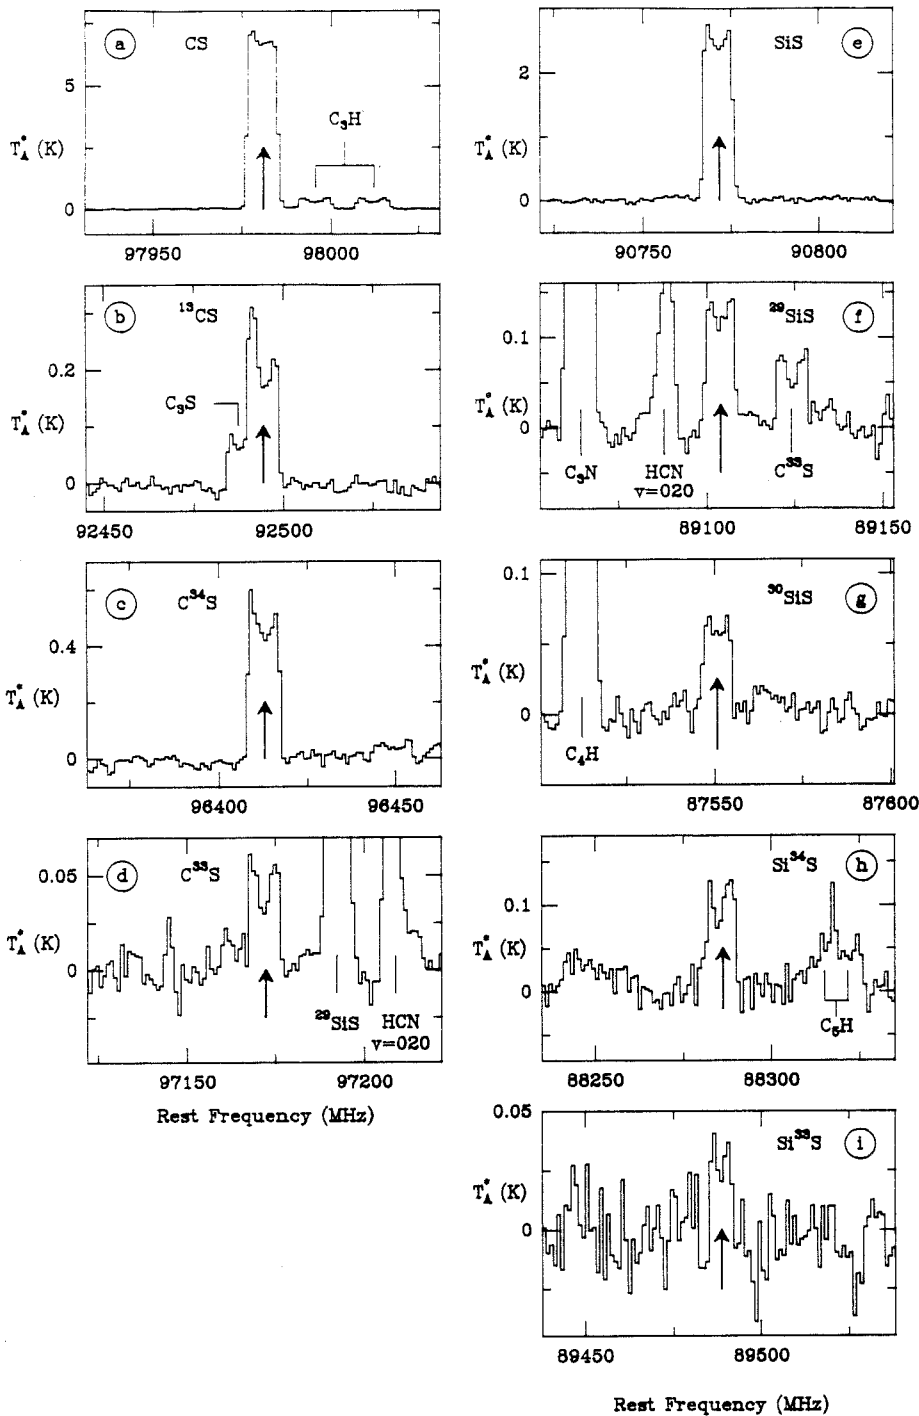 a CS
5
C₃H
T*A (K)
0
97950 98000
b ¹³CS
0.2
C₃S
T*A (K)
0
92450 92500
c C³⁴S
0.4
T*A (K)
0
96400 96450
d C³³S
0.05
T*A (K)
0
²⁹SiS HCN
v=020
97150 97200
Rest Frequency (MHz)
SiS e
2
T*A (K)
0
90750 90800
²⁹SiS f
0.1
T*A (K)
0
C₃N HCN C³³S
v=020
89100 89150
³⁰SiS g
0.1
T*A (K)
0
C₄H
87550 87600
Si³⁴S h
0.1
T*A (K)
0
C₅H
88250 88300
0.05
Si³³S i
T*A (K)
0
89450 89500
Rest Frequency (MHz)